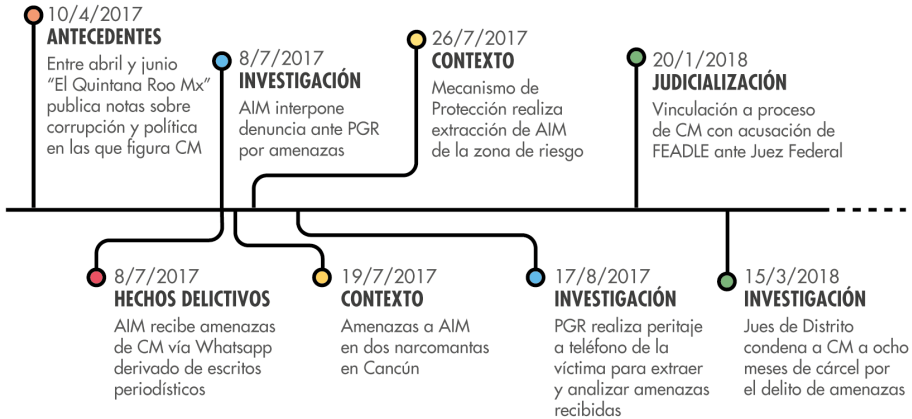 10/4/2017
ANTECEDENTES
Entre abril y junio
“El Quintana Roo Mx”
publica notas sobre
corrupción y política
en las que figura CM
8/7/2017
INVESTIGACIÓN
AIM interpone
denuncia ante PGR
por amenazas
26/7/2017
CONTEXTO
Mecanismo de
Protección realiza
extracción de AIM
de la zona de riesgo
20/1/2018
JUDICIALIZACIÓN
Vinculación a proceso
de CM con acusación de
FEADLE ante Juez Federal
8/7/2017
HECHOS DELICTIVOS
AIM recibe amenazas
de CM vía Whatsapp
derivado de escritos
periodísticos
19/7/2017
CONTEXTO
Amenazas a AIM
en dos narcomantas
en Cancún
17/8/2017
INVESTIGACIÓN
PGR realiza peritaje
a teléfono de la
víctima para extraer
y analizar amenazas
recibidas
15/3/2018
INVESTIGACIÓN
Jues de Distrito
condena a CM a ocho
meses de cárcel por
el delito de amenazas